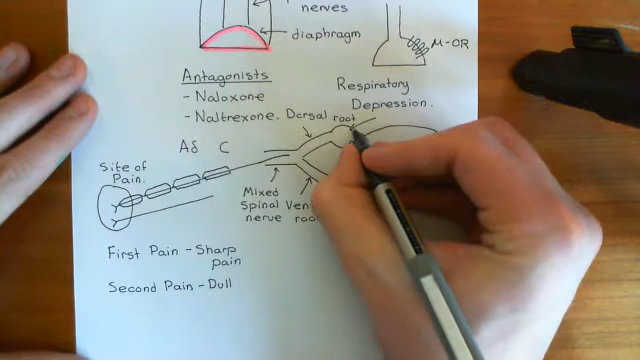 nerves
diaphragm
μ-OR
Antagonists
- Naloxone
- Naltrexone.
Respiratory
Depression.
Dorsal root
Aδ C
Site of
Pain.
Mixed
Spinal
nerve
First Pain - Sharp
pain
Second Pain - Dull